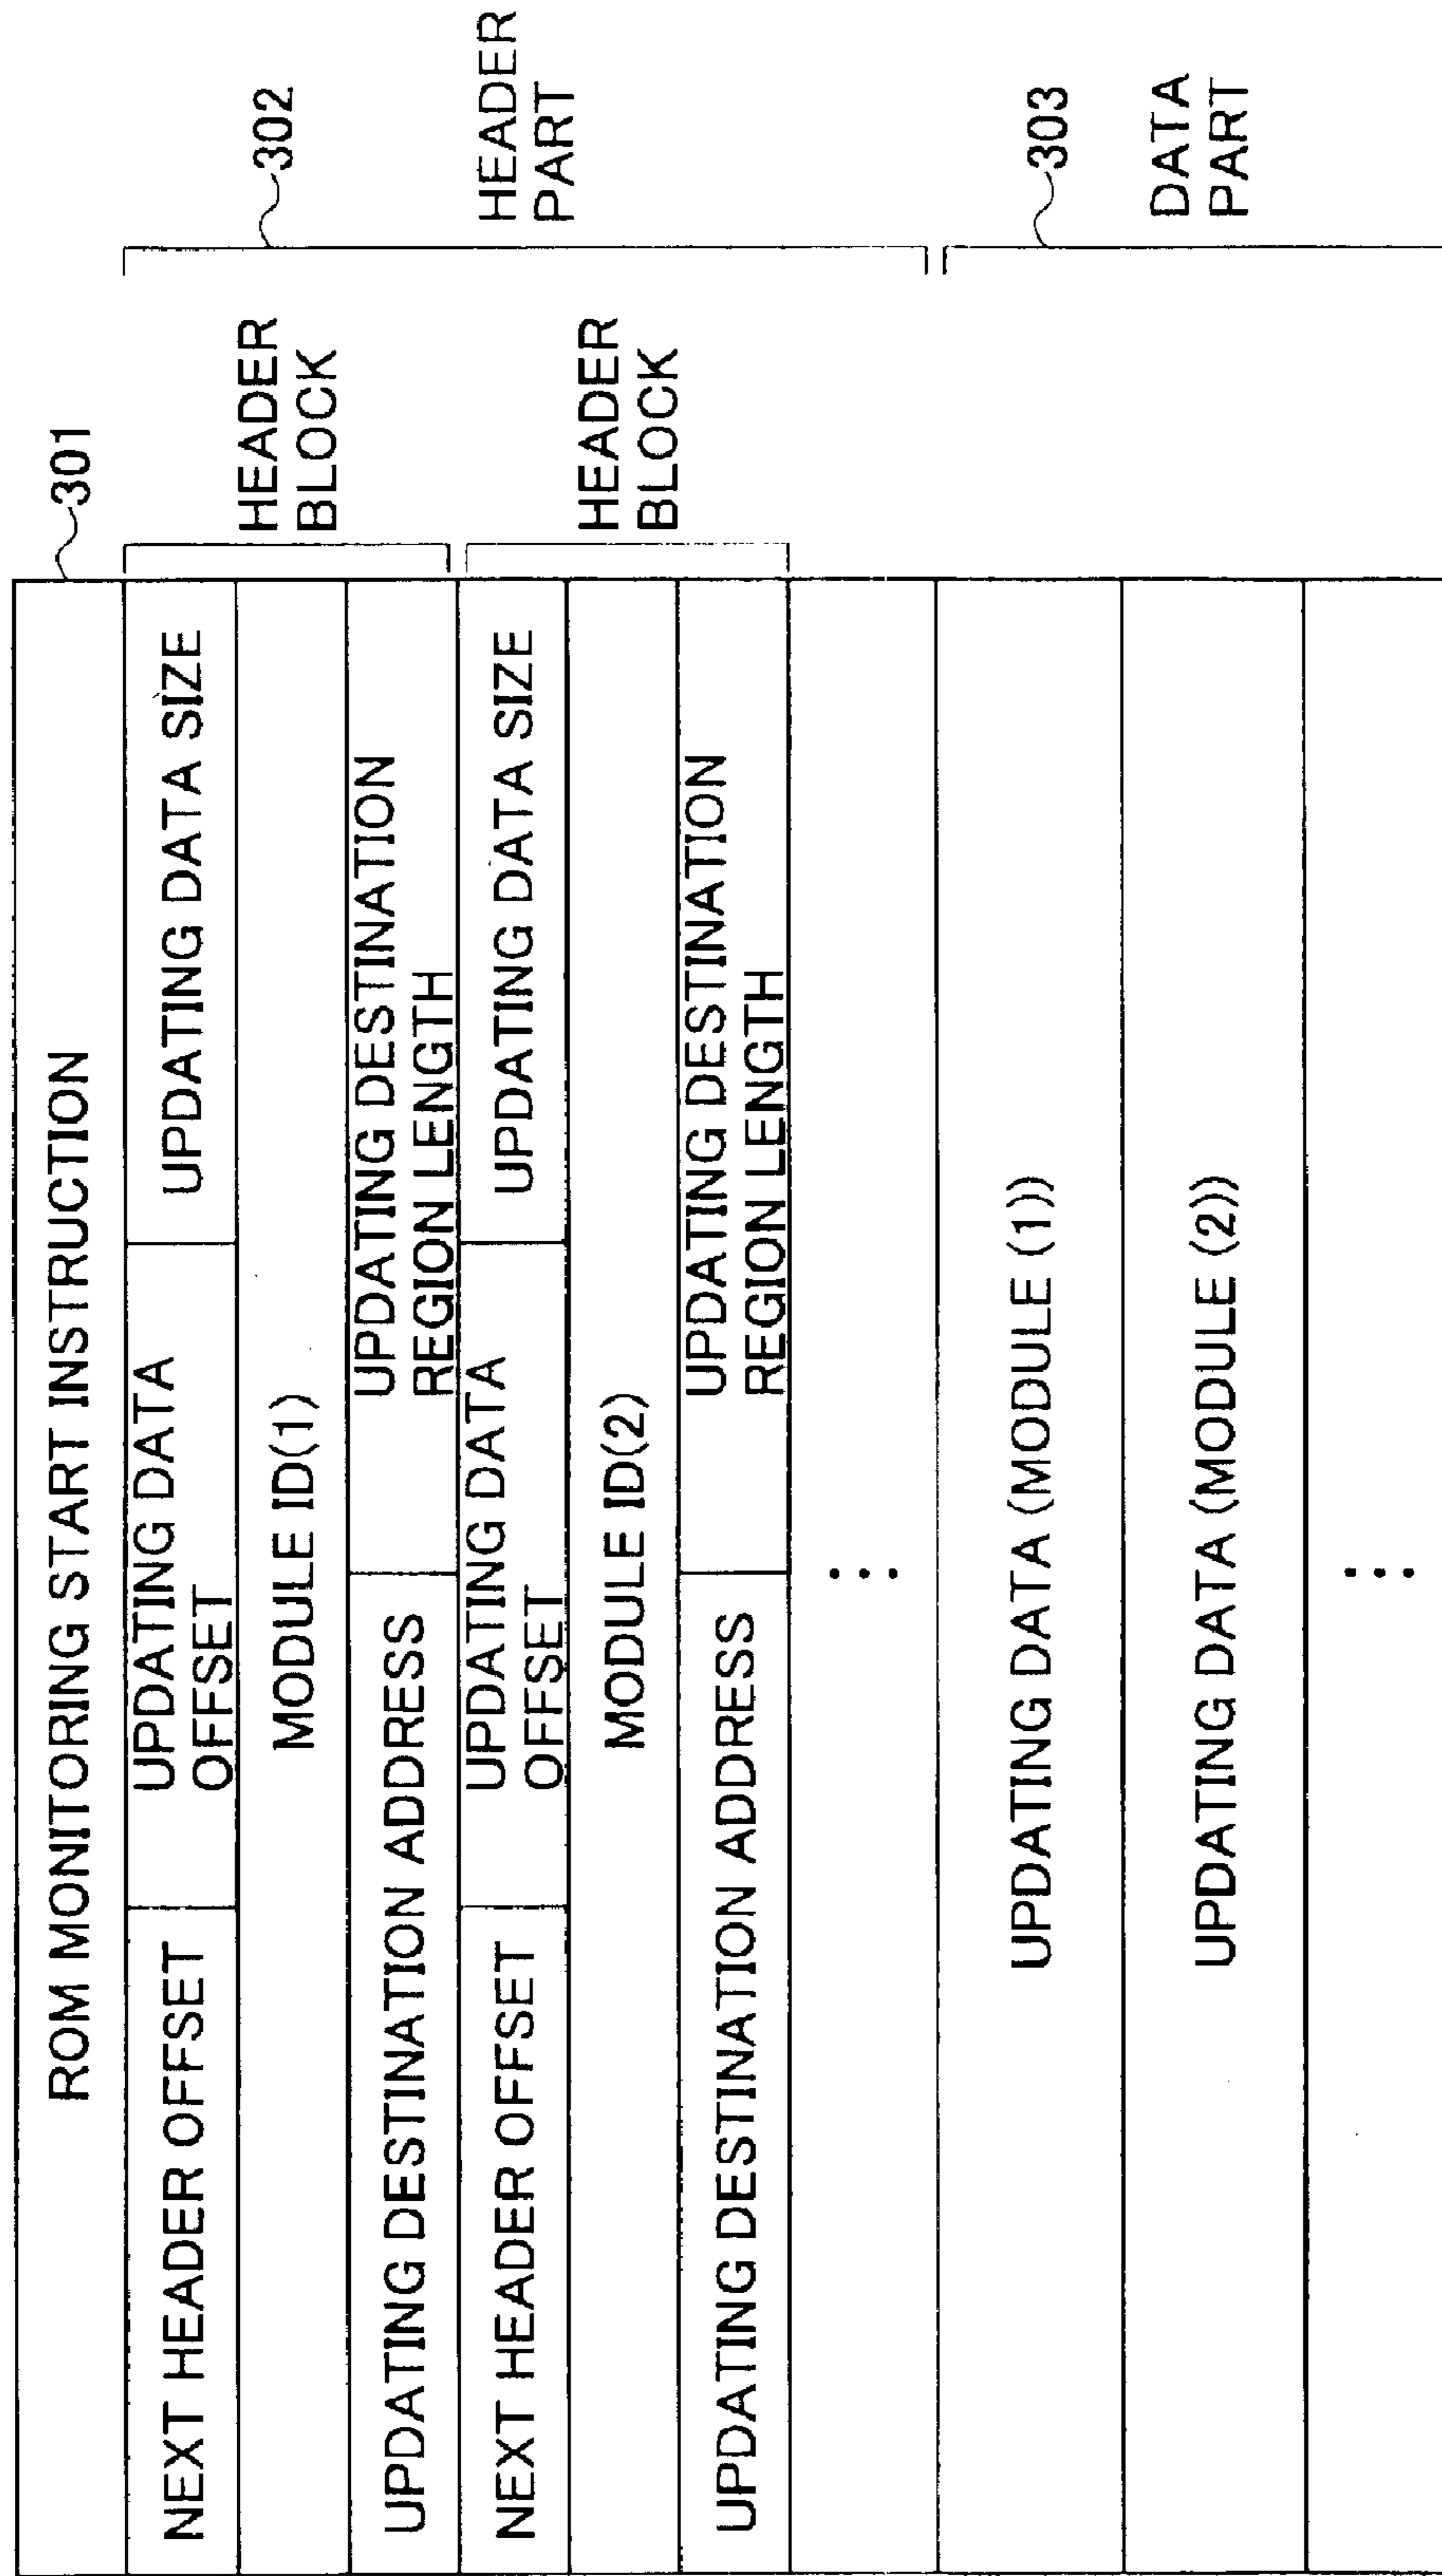 ROM MONITORING START INSTRUCTION
301
NEXT HEADER OFFSET
UPDATING DATA
OFFSET
UPDATING DATA SIZE
MODULE ID(1)
UPDATING DESTINATION ADDRESS
UPDATING DESTINATION
REGION LENGTH
HEADER
BLOCK
302
HEADER
PART
NEXT HEADER OFFSET
UPDATING DATA
OFFSET
UPDATING DATA SIZE
MODULE ID(2)
UPDATING DESTINATION ADDRESS
UPDATING DESTINATION
REGION LENGTH
HEADER
BLOCK
...
UPDATING DATA (MODULE (1))
UPDATING DATA (MODULE (2))
...
303
DATA
PART